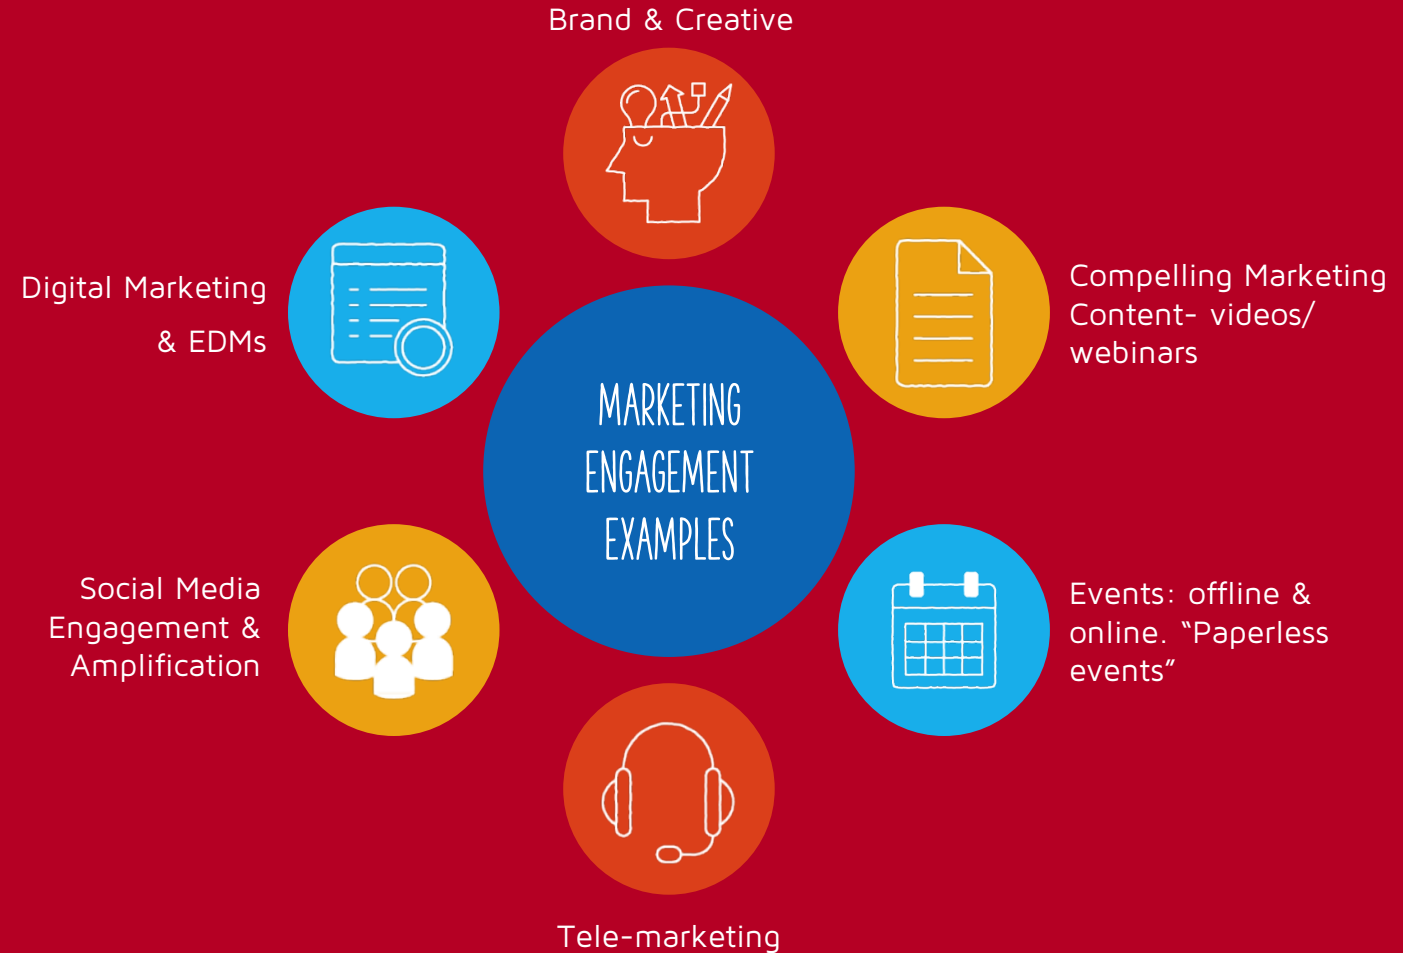 Brand & Creative
Digital Marketing
& EDMs
Compelling Marketing
Content- videos/
webinars
MARKETING
ENGAGEMENT
EXAMPLES
Social Media
Engagement &
Amplification
Events: offline &
online. “Paperless
events”
Tele-marketing